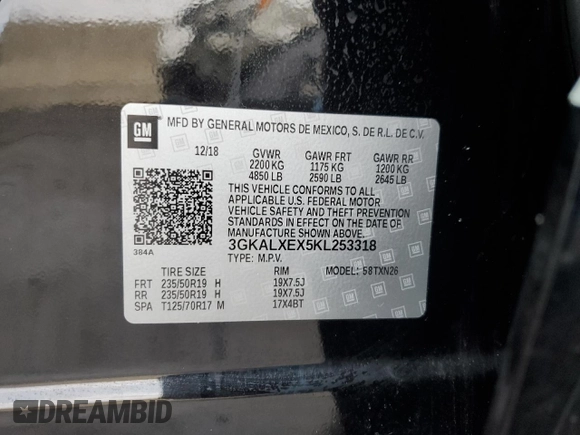 GM
MFD BY GENERAL MOTORS DE MEXICO, S. DE R.L. DE C.V.
12/18 GVWR GAWR FRT GAWR RR
2200 KG 1175 KG 1200 KG
4850 LB 2590 LB 2645 LB
THIS VEHICLE CONFORMS TO ALL
APPLICABLE U.S. FEDERAL MOTOR
VEHICLE SAFETY AND THEFT PREVENTION
STANDARDS IN EFFECT ON THE DATE OF
MANUFACTURE SHOWN ABOVE.
384A
3GKALXEX5KL253318
TYPE: M.P.V.
TIRE SIZE RIM MODEL: 58TXN26
FRT 235/50R19 H 19X7.5J
RR 235/50R19 H 19X7.5J
SPA T125/70R17 M 17X4BT
DREAMBID